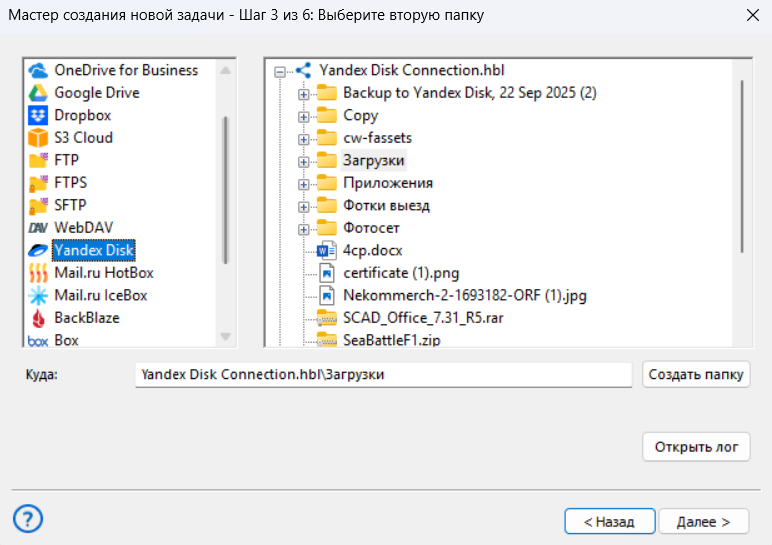 Мастер создания новой задачи - Шаг 3 из 6: Выберите вторую папку
OneDrive for Business
Google Drive
Dropbox
S3 Cloud
FTP
FTPS
SFTP
DAV WebDAV
Yandex Disk
Mail.ru HotBox
Mail.ru IceBox
BackBlaze
box Box
Yandex Disk Connection.hbl
Backup to Yandex Disk, 22 Sep 2025 (2)
Copy
cw-fassets
Загрузки
Приложения
Фотки выезд
Фотосет
4ср.docx
certificate (1).png
Nekommerch-2-1693182-ORF (1).jpg
SCAD_Office_7.31_R5.rar
SeaBattleF1.zip
Куда:
Yandex Disk Connection.hbl\Загрузки
Создать папку
Открыть лог
?
< Назад
Далее >